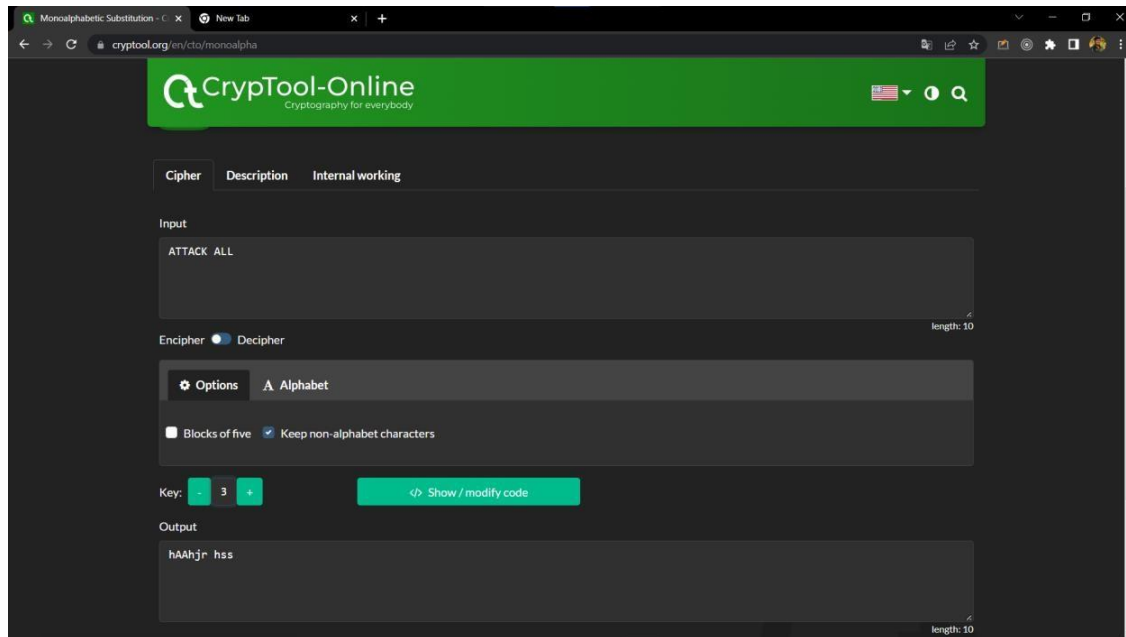 Monoalphabetic Substitution - C
New Tab
cryptool.org/en/cto/monoalpha
CrypTool-Online
Cryptography for everybody
Cipher Description Internal working
Input
ATTACK ALL
length: 10
Encipher Decipher
Options A Alphabet
Blocks of five Keep non-alphabet characters
Key: - 3 + </> Show / modify code
Output
hAAhjr hss
length: 10